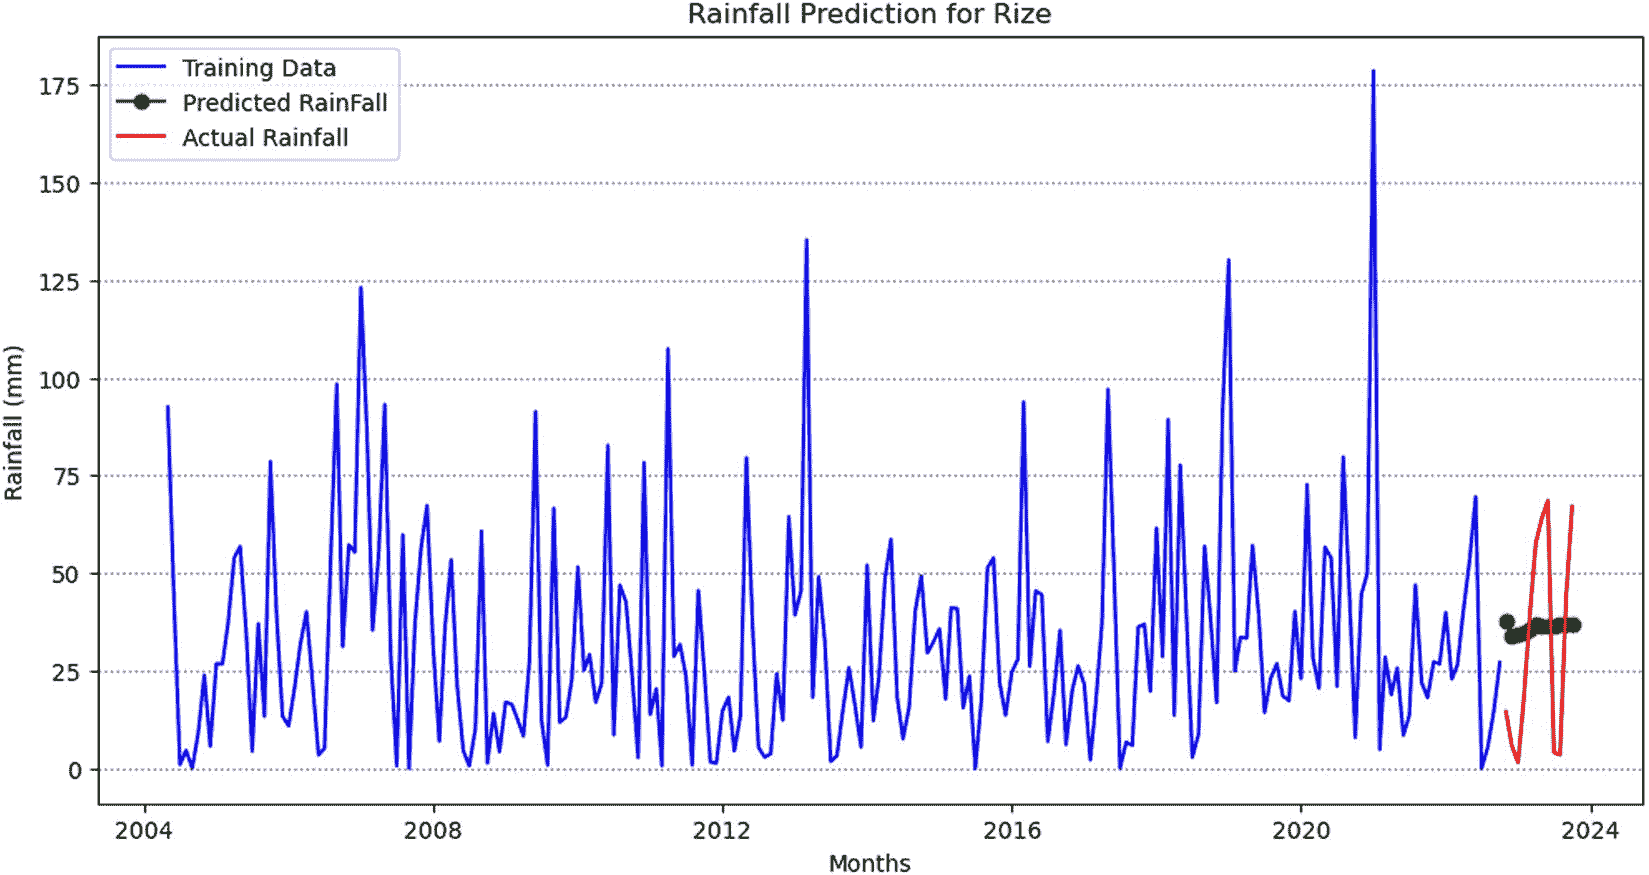 Rainfall Prediction for Rize
Training Data
Predicted RainFall
Actual Rainfall
175
150
125
100
75
50
25
0
Rainfall (mm)
2004
2008
2012
2016
2020
2024
Months